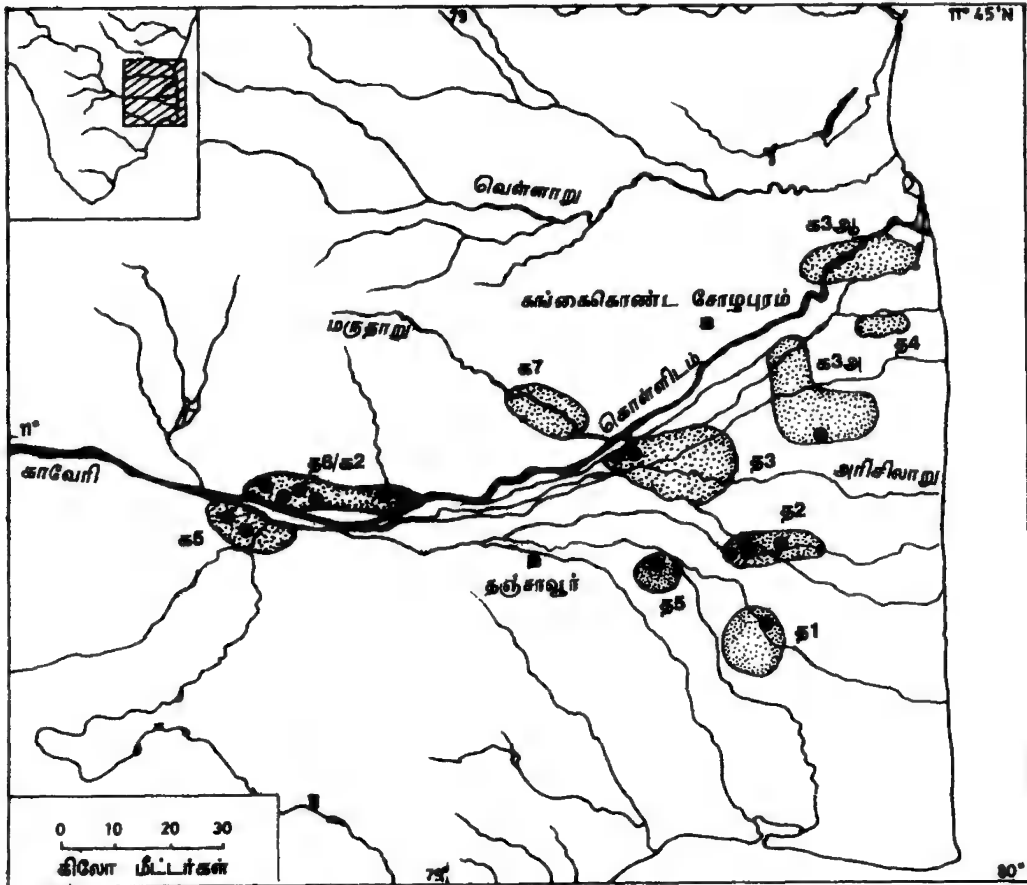 79
11° 45'N
வெள்ளாறு
க3ஆ
கங்கைகொண்ட சோழபுரம்
மருதாறு
த4
க3அ
க7
கொள்ளிடம்
11°
காவேரி
த8/க2
த3
அரிசிலாறு
க5
த2
தஞ்சாவூர்
த5
த1
0 10 20 30
கிலோ மீட்டர்கள்
79°
80°